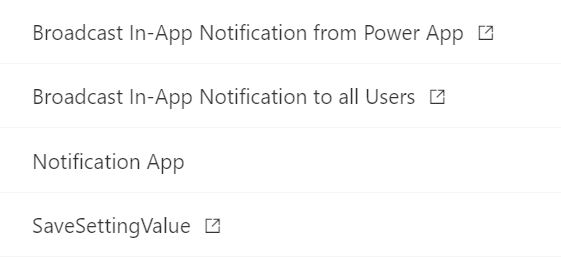 Broadcast In-App Notification from Power App
Broadcast In-App Notification to all Users
Notification App
SaveSettingValue